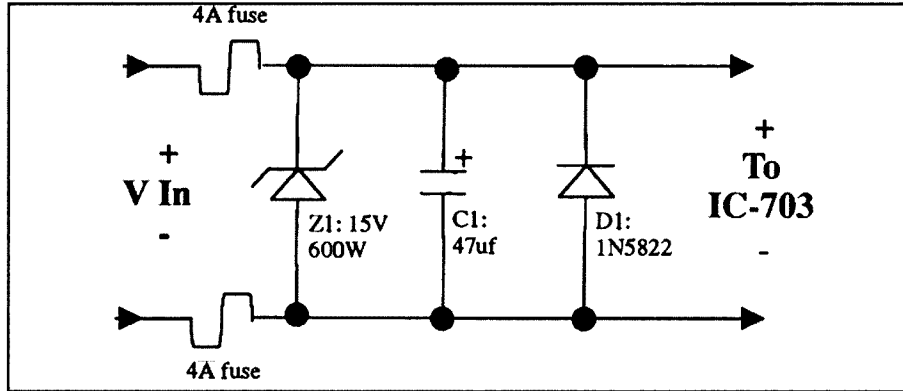 4A fuse
+
V In
-
Z1: 15V
600W
+
C1:
47uf
D1:
1N5822
+
To
IC-703
-
4A fuse